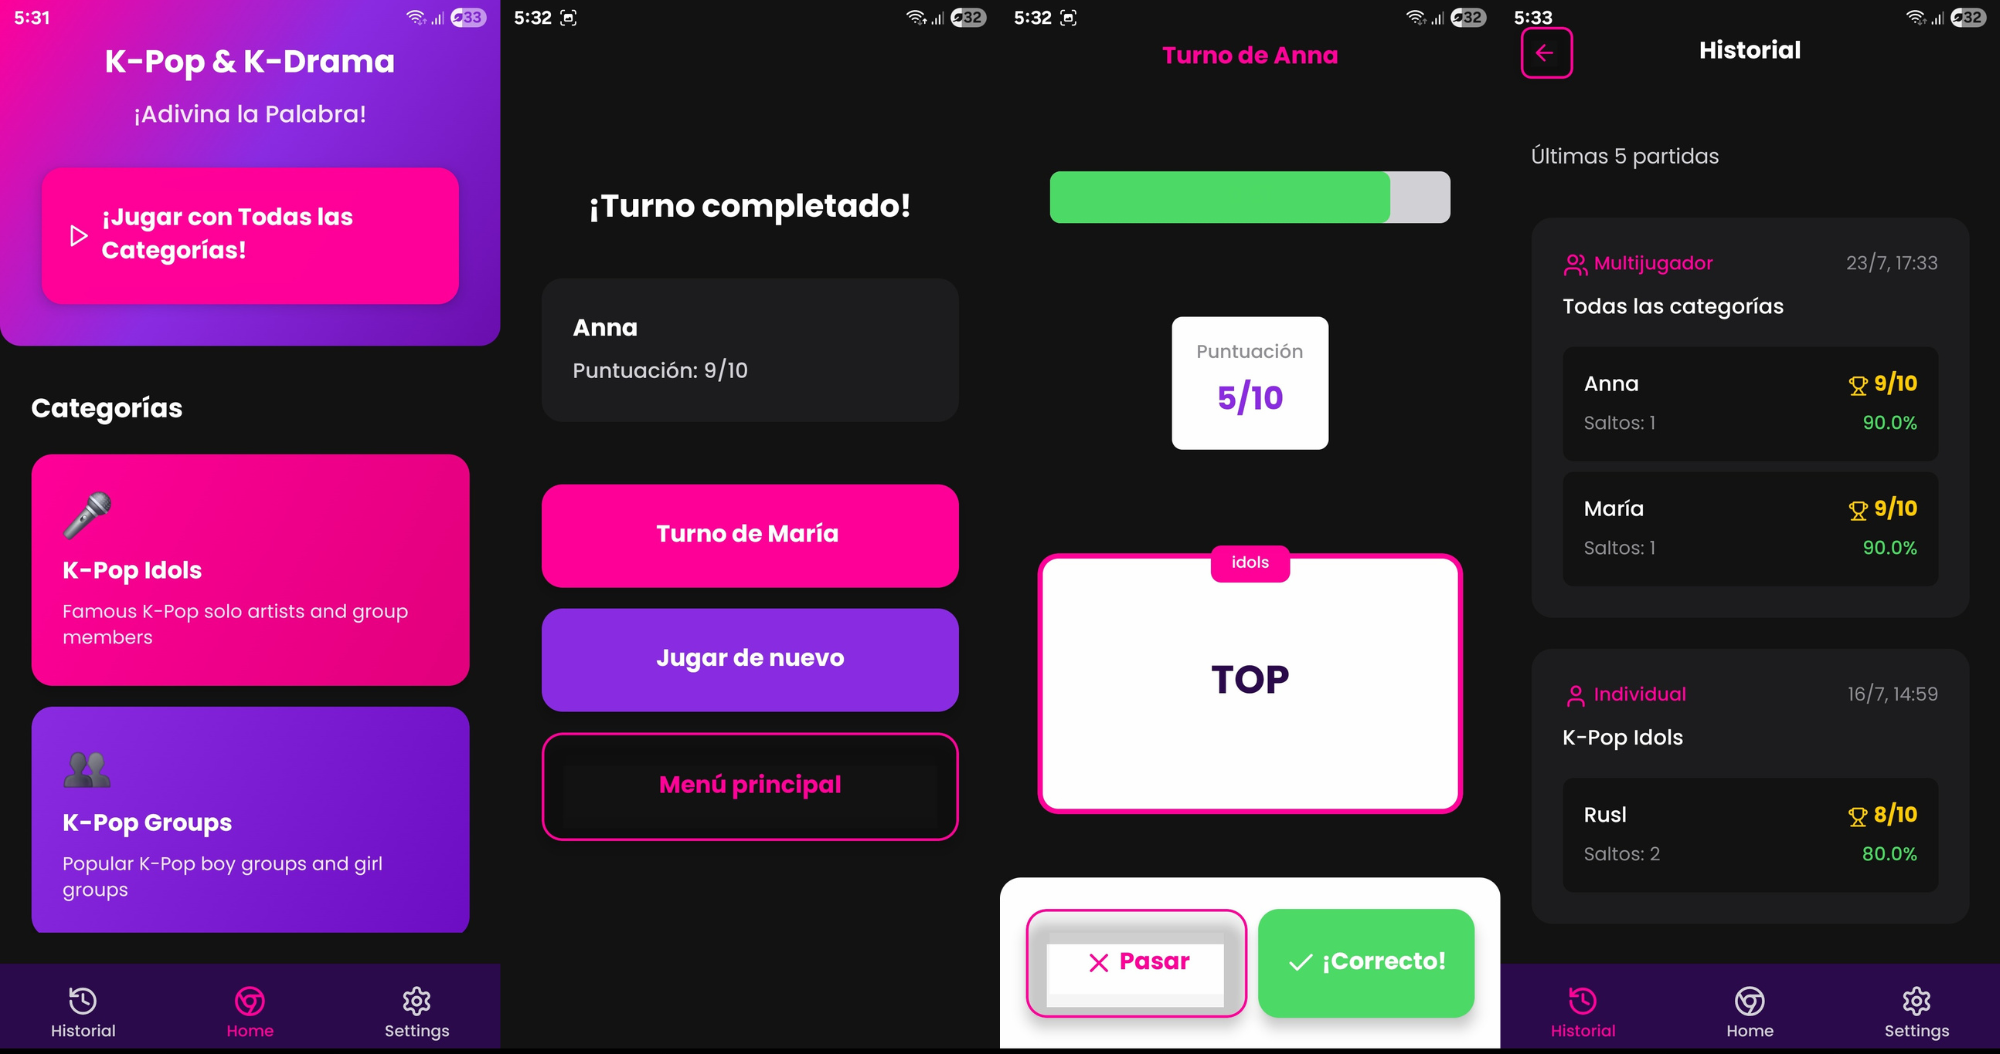 5:31
33
K-Pop & K-Drama
¡Adivina la Palabra!
¡Jugar con Todas las
Categorías!
Categorías
K-Pop Idols
Famous K-Pop solo artists and group
members
K-Pop Groups
Popular K-Pop boy groups and girl
groups
Historial
Home
Settings
5:32
32
¡Turno completado!
Anna
Puntuación: 9/10
Turno de María
Jugar de nuevo
Menú principal
5:32
32
Turno de Anna
Puntuación
5/10
idols
TOP
Pasar
¡Correcto!
5:33
32
Historial
Últimas 5 partidas
Multijugador 23/7, 17:33
Todas las categorías
Anna 9/10
Saltos: 1 90.0%
María 9/10
Saltos: 1 90.0%
Individual 16/7, 14:59
K-Pop Idols
Rusl 8/10
Saltos: 2 80.0%
Historial
Home
Settings